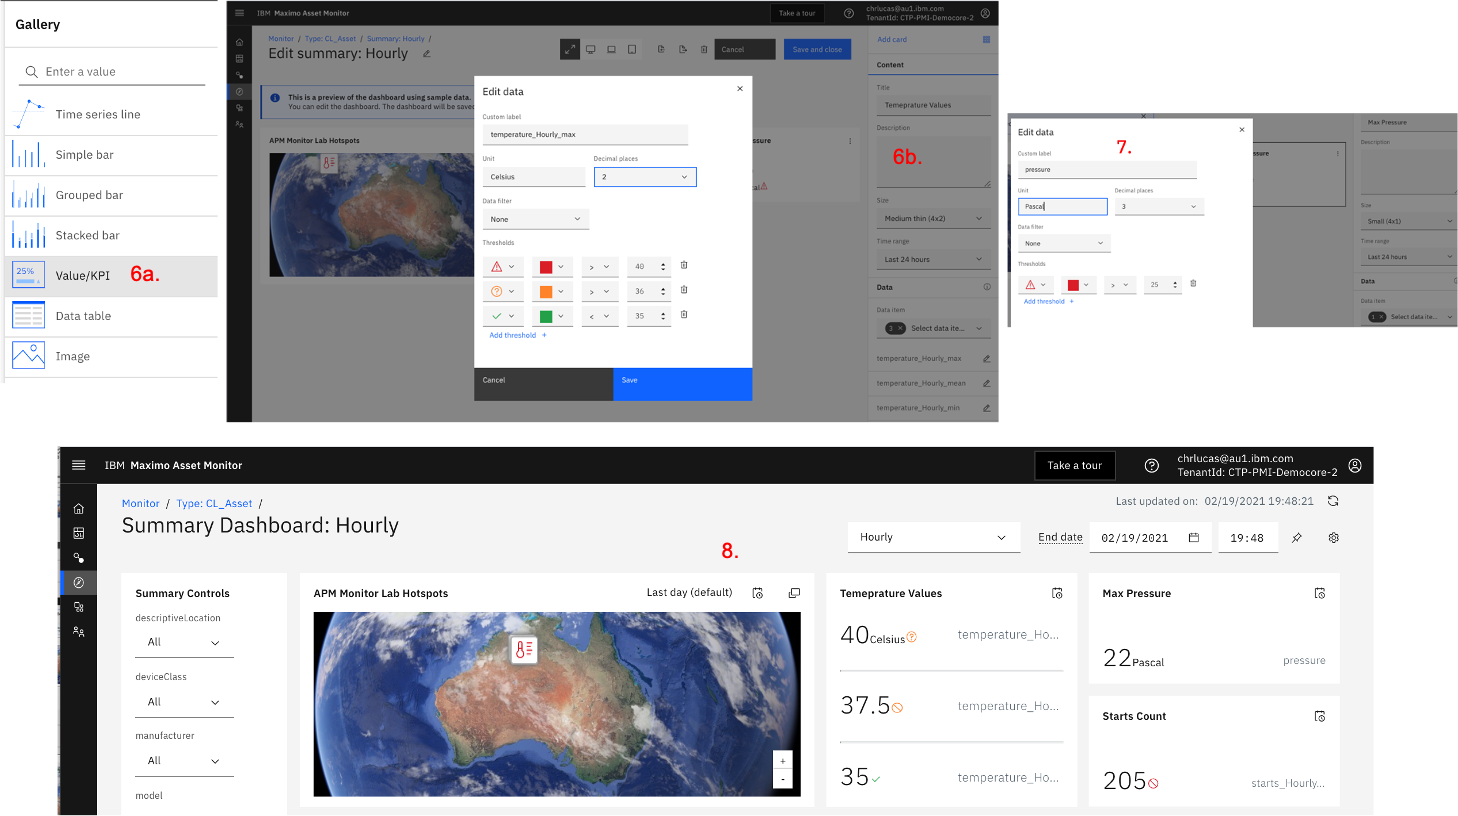 Gallery
Enter a value
Time series line
Simple bar
Grouped bar
Stacked bar
25%
Value/KPI
6a.
Data table
Image
IBM Maximo Asset Monitor
Take a tour
chrlucas@au1.ibm.com
TenantId: CTP-PMI-Democore-2
Monitor / Type: CL_Asset / Summary: Hourly /
Edit summary: Hourly
Cancel
Save and close
This is a preview of the dashboard using sample data.
You can edit the dashboard. The dashboard will be save
APM Monitor Lab Hotspots
Edit data
Custom label
temperature_Hourly_max
Unit
Decimal places
Celsius
2
Data filter
None
Thresholds
> 40
> 36
< 35
Add threshold +
Cancel
Save
ssure
cal
Add card
Content
Title
Temeprature Values
Description
6b.
Size
Medium thin (4x2)
Time range
Last 24 hours
Data
Data item
3 × Select data ite...
temperature_Hourly_max
temperature_Hourly_mean
temperature_Hourly_min
Edit data
7.
Custom label
pressure
Unit
Decimal places
Pascal
3
Data filter
None
Thresholds
> 25
Add threshold +
ssure
Max Pressure
Description
Size
Small (4x1)
Time range
Last 24 hours
Data
Data item
1 × Select data ite...
IBM Maximo Asset Monitor
Take a tour
chrlucas@au1.ibm.com
TenantId: CTP-PMI-Democore-2
Monitor / Type: CL_Asset /
Last updated on: 02/19/2021 19:48:21
Summary Dashboard: Hourly
8.
Hourly
End date
02/19/2021
19:48
Summary Controls
descriptiveLocation
All
deviceClass
All
manufacturer
All
model
APM Monitor Lab Hotspots
Last day (default)
+
-
Temeprature Values
40 Celsius
temperature_Ho...
37.5
temperature_Ho...
35
temperature_Ho...
Max Pressure
22 Pascal
pressure
Starts Count
205
starts_Hourly...